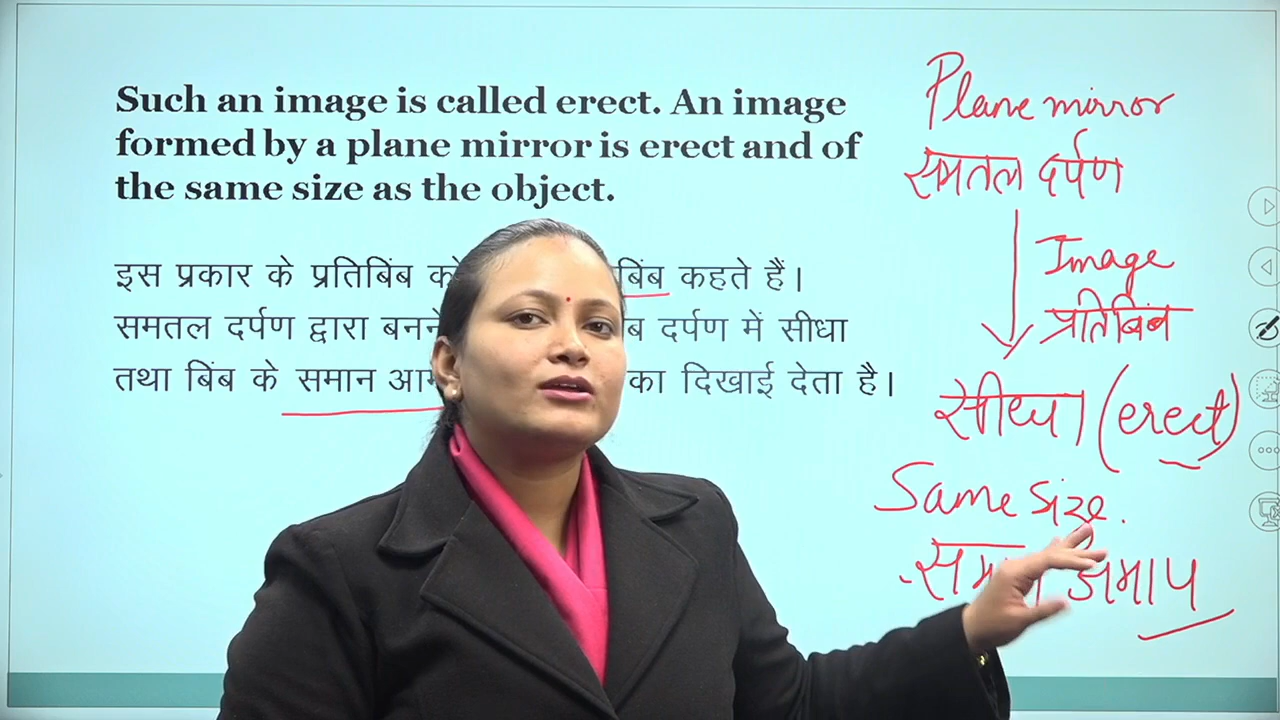 Such an image is called erect. An image
formed by a plane mirror is erect and of
the same size as the object.
इस प्रकार के प्रतिबिंब को बिंब कहते हैं।
समतल दर्पण द्वारा बनने ब दर्पण में सीधा
तथा बिंब के समान का दिखाई देता है।
Plane mirror
समतल दर्पण
Image
प्रतिबिंब
सीधा (erect)
Same size.
समान आमाप